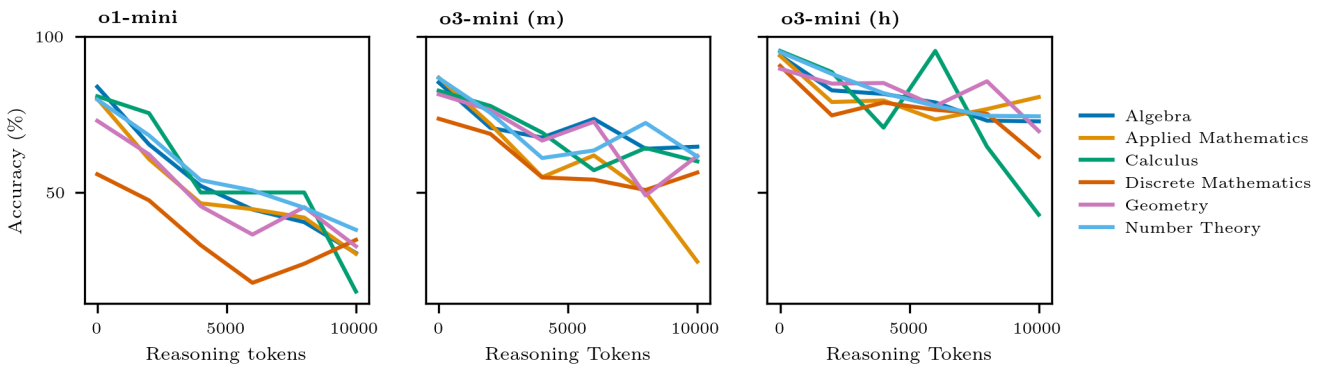 o1-mini
o3-mini (m)
o3-mini (h)
100
50
Accuracy (%)
0
5000
10000
0
5000
10000
0
5000
10000
Reasoning tokens
Reasoning Tokens
Reasoning Tokens
Algebra
Applied Mathematics
Calculus
Discrete Mathematics
Geometry
Number Theory